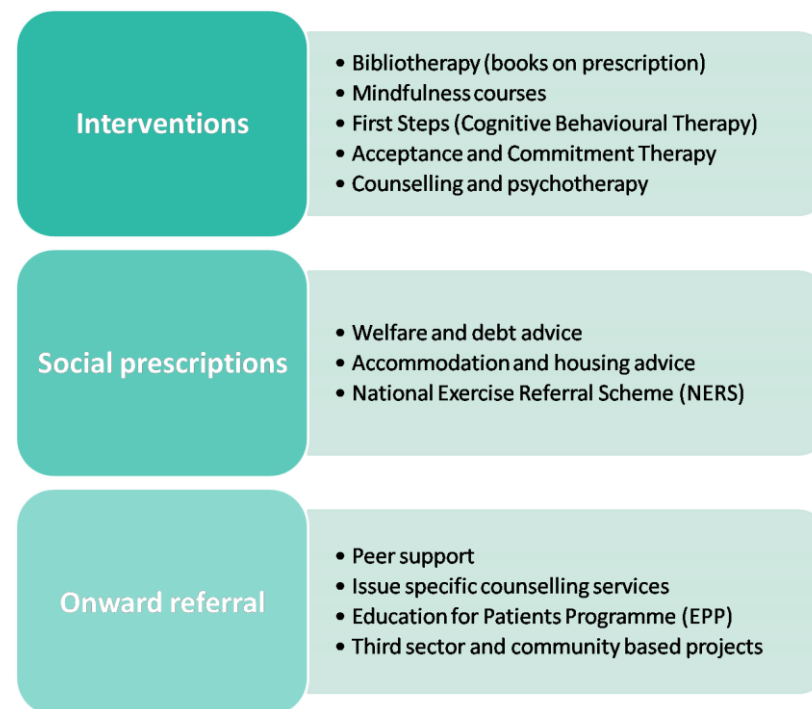 Interventions
• Bibliotherapy (books on prescription)
• Mindfulness courses
• First Steps (Cognitive Behavioural Therapy)
• Acceptance and Commitment Therapy
• Counselling and psychotherapy
Social prescriptions
• Welfare and debt advice
• Accommodation and housing advice
• National Exercise Referral Scheme (NERS)
Onward referral
• Peer support
• Issue specific counselling services
• Education for Patients Programme (EPP)
• Third sector and community based projects